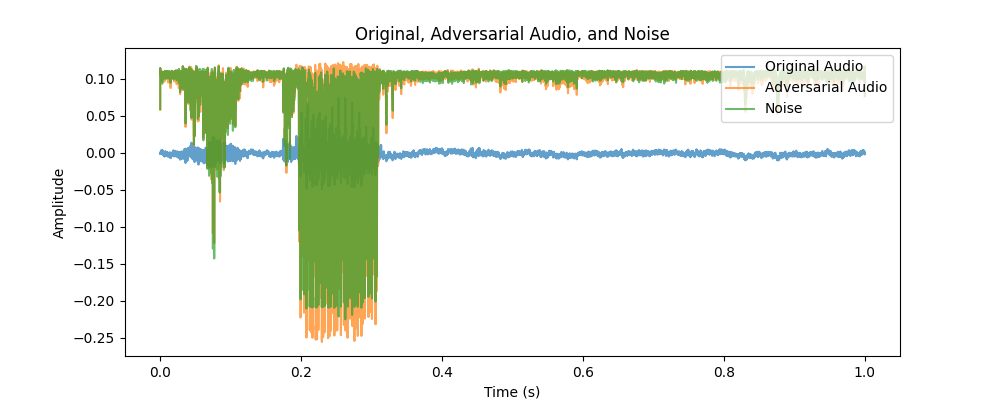 Original, Adversarial Audio, and Noise
Original Audio
Adversarial Audio
Noise
Amplitude
0.10
0.05
0.00
−0.05
−0.10
−0.15
−0.20
−0.25
0.0 0.2 0.4 0.6 0.8 1.0
Time (s)